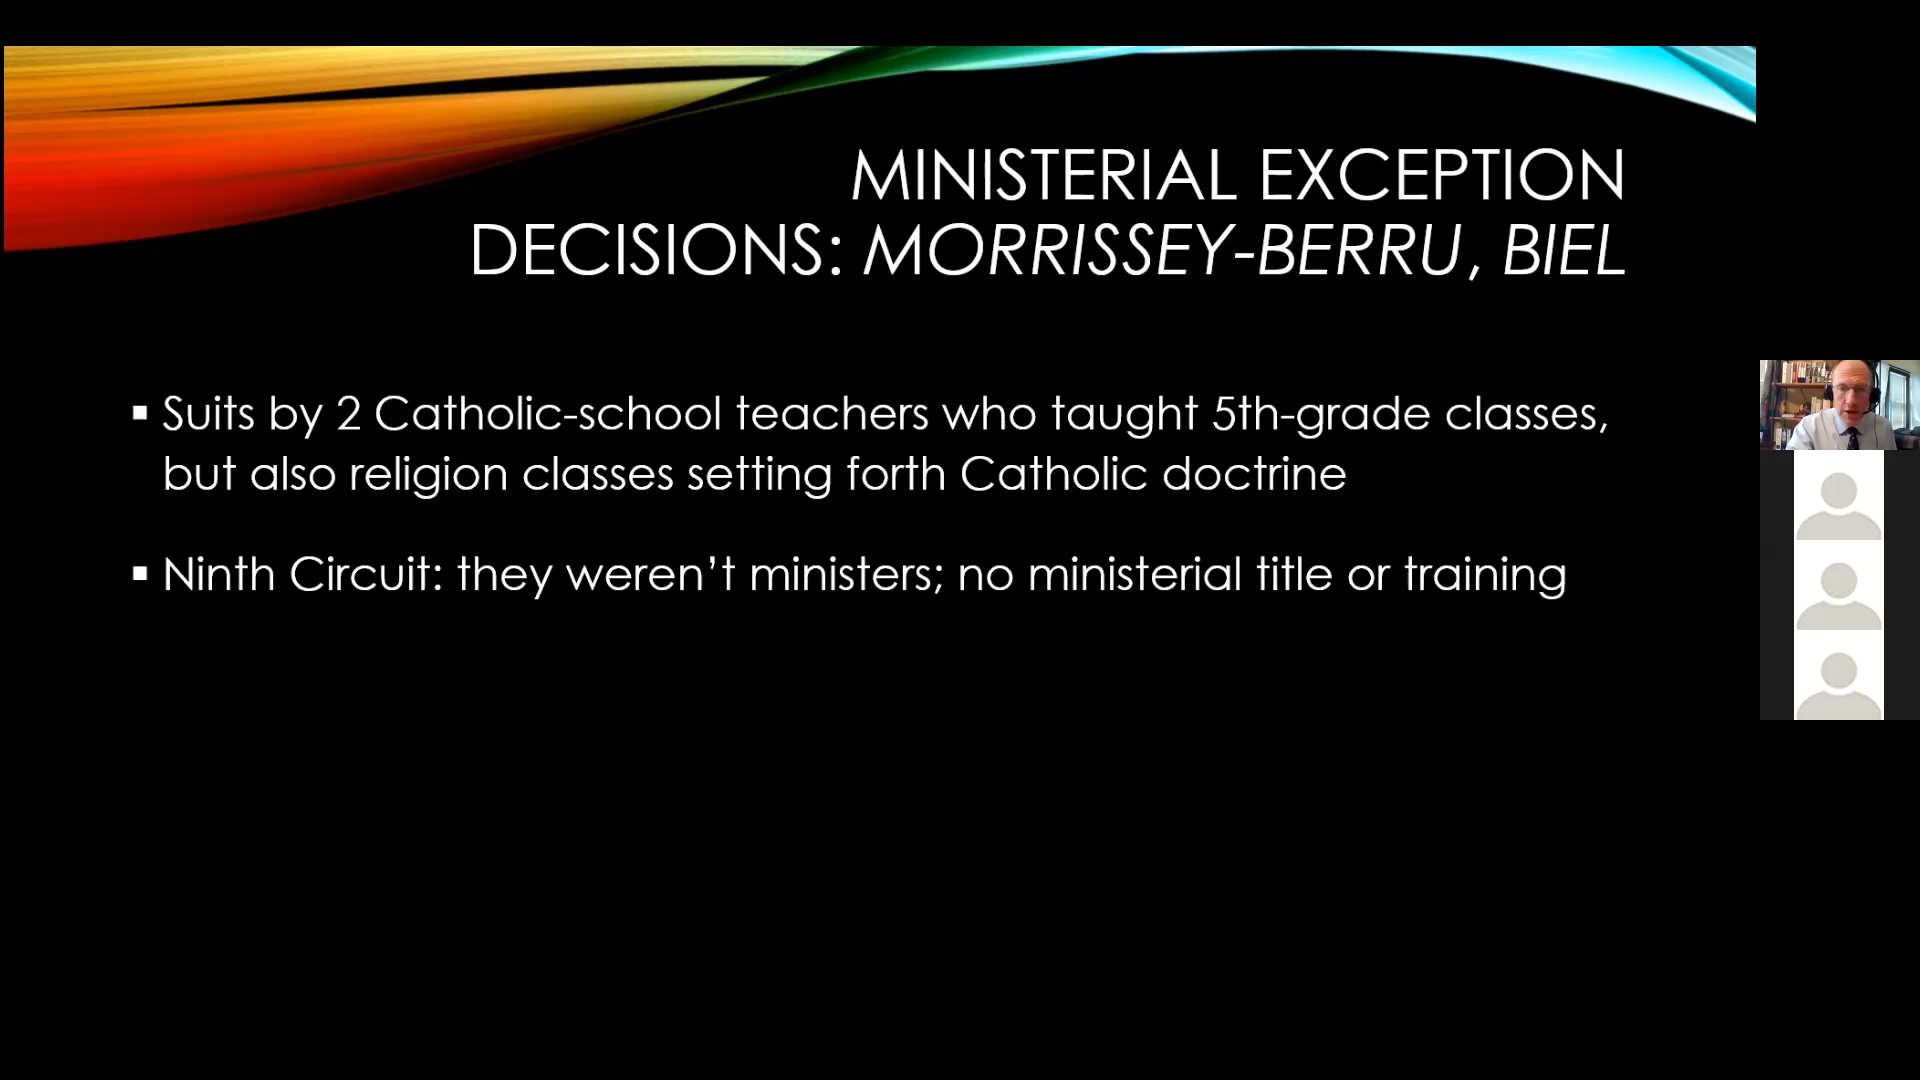 MINISTERIAL EXCEPTION
DECISIONS: MORRISSEY-BERRU, BIEL
▪ Suits by 2 Catholic-school teachers who taught 5th-grade classes,
but also religion classes setting forth Catholic doctrine
▪ Ninth Circuit: they weren’t ministers; no ministerial title or training